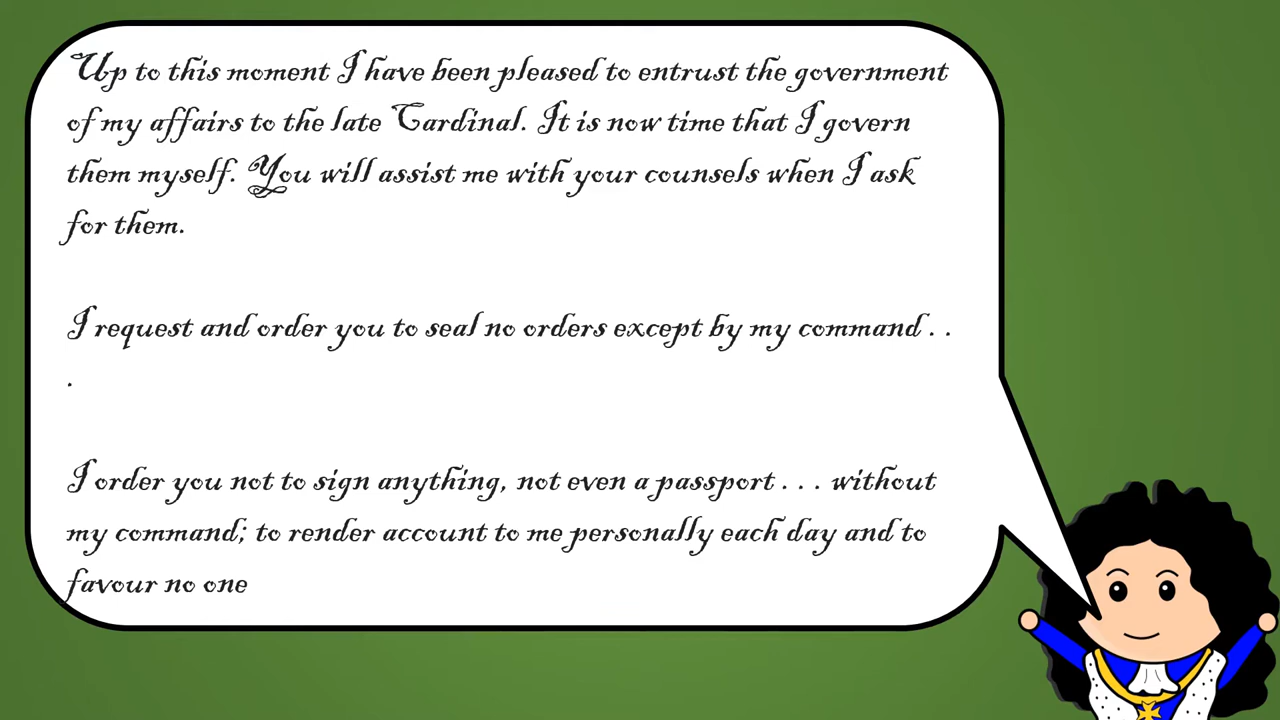 Up to this moment I have been pleased to entrust the government
of my affairs to the late Cardinal. It is now time that I govern
them myself. You will assist me with your counsels when I ask
for them.
I request and order you to seal no orders except by my command . .
.
I order you not to sign anything, not even a passport . . . without
my command; to render account to me personally each day and to
favour no one